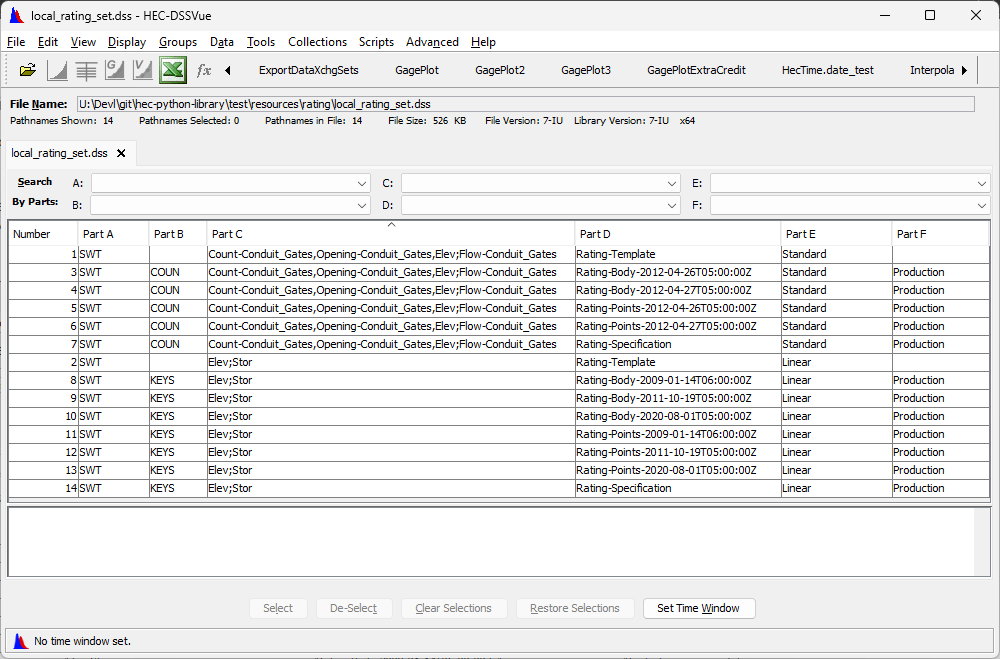 local_rating_set.dss - HEC-DSSVue
File Edit View Display Groups Data Tools Collections Scripts Advanced Help
G V fx ExportDataXchgSets GagePlot GagePlot2 GagePlot3 GagePlotExtraCredit HecTime.date_test Interpola
File Name: U:\Devl\git\hec-python-library\test\resources\rating\local_rating_set.dss
Pathnames Shown: 14 Pathnames Selected: 0 Pathnames in File: 14 File Size: 526 KB File Version: 7-IU Library Version: 7-IU x64
local_rating_set.dss
Search A: C: E:
By Parts: B: D: F:
Number Part A Part B Part C Part D Part E Part F
1 SWT Count-Conduit_Gates,Opening-Conduit_Gates,Elev;Flow-Conduit_Gates Rating-Template Standard
3 SWT COUN Count-Conduit_Gates,Opening-Conduit_Gates,Elev;Flow-Conduit_Gates Rating-Body-2012-04-26T05:00:00Z Standard Production
4 SWT COUN Count-Conduit_Gates,Opening-Conduit_Gates,Elev;Flow-Conduit_Gates Rating-Body-2012-04-27T05:00:00Z Standard Production
5 SWT COUN Count-Conduit_Gates,Opening-Conduit_Gates,Elev;Flow-Conduit_Gates Rating-Points-2012-04-26T05:00:00Z Standard Production
6 SWT COUN Count-Conduit_Gates,Opening-Conduit_Gates,Elev;Flow-Conduit_Gates Rating-Points-2012-04-27T05:00:00Z Standard Production
7 SWT COUN Count-Conduit_Gates,Opening-Conduit_Gates,Elev;Flow-Conduit_Gates Rating-Specification Standard Production
2 SWT Elev;Stor Rating-Template Linear
8 SWT KEYS Elev;Stor Rating-Body-2009-01-14T06:00:00Z Linear Production
9 SWT KEYS Elev;Stor Rating-Body-2011-10-19T05:00:00Z Linear Production
10 SWT KEYS Elev;Stor Rating-Body-2020-08-01T05:00:00Z Linear Production
11 SWT KEYS Elev;Stor Rating-Points-2009-01-14T06:00:00Z Linear Production
12 SWT KEYS Elev;Stor Rating-Points-2011-10-19T05:00:00Z Linear Production
13 SWT KEYS Elev;Stor Rating-Points-2020-08-01T05:00:00Z Linear Production
14 SWT KEYS Elev;Stor Rating-Specification Linear Production
Select De-Select Clear Selections Restore Selections Set Time Window
No time window set.